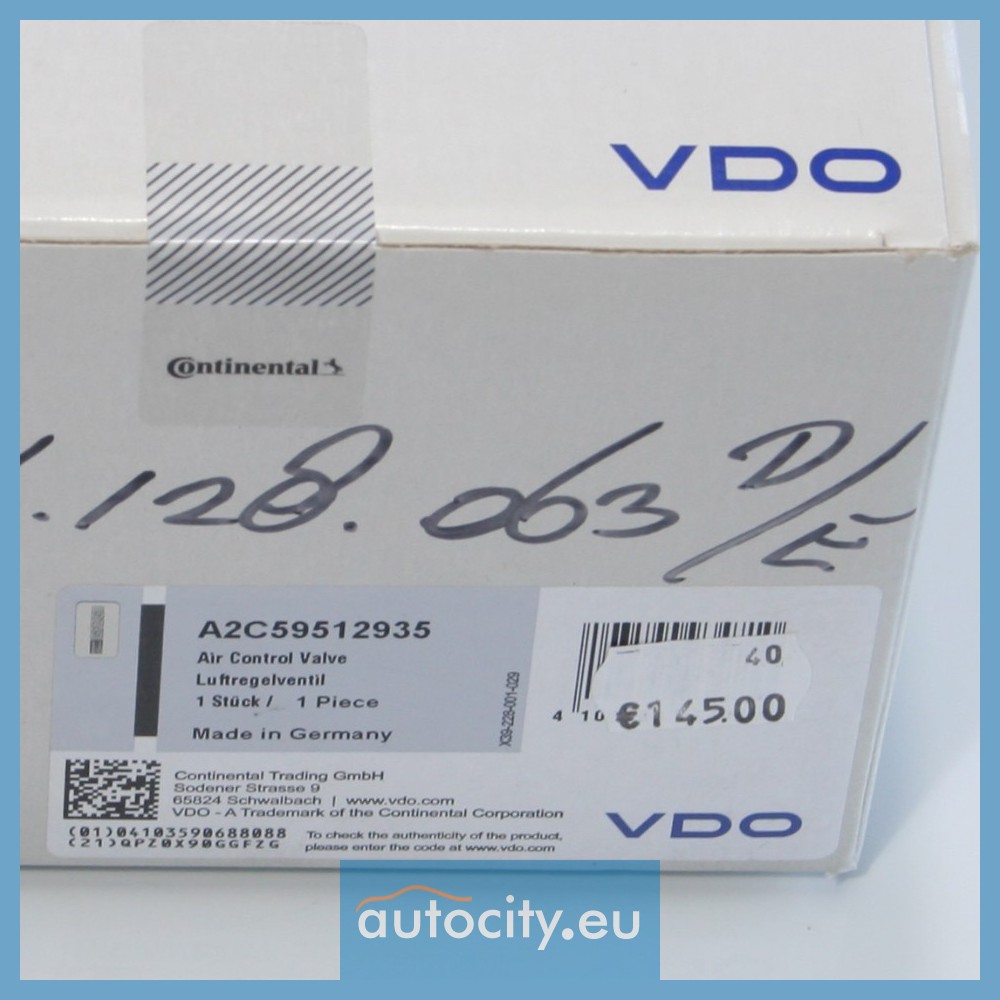 VDO
Continental
.128.063 D/E
A2C59512935
Air Control Valve
Luftregelventil
1 Stück / 1 Piece
Made in Germany
X39-228-001-029
40
€145.00
4 10
Continental Trading GmbH
Sodener Strasse 9
65824 Schwalbach | www.vdo.com
VDO - A Trademark of the Continental Corporation
(01)04103590688088
(21)QPZ0X90GGFZG
To check the authenticity of the product,
please enter the code at www.vdo.com
VDO
autocity.eu